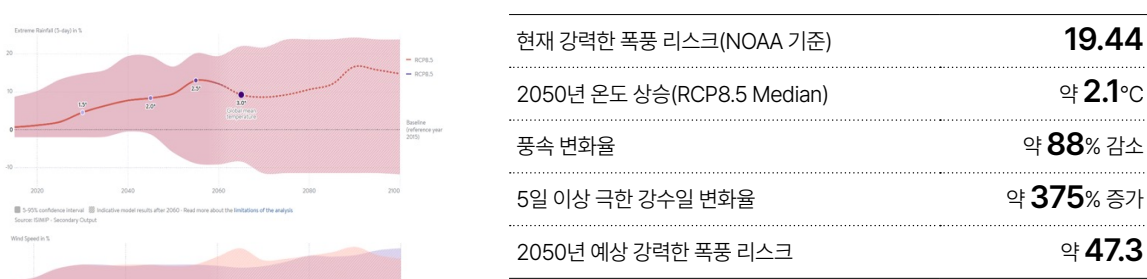 Extreme Rainfall (5-day) in %
20
10
0
-10
1.5°
2.0°
2.5°
3.0°
Global mean
temperature
RCP8.5
RCP8.5
Baseline
(reference year
2015)
2020
2040
2060
2080
2100
5-95% confidence interval Indicative model results after 2060 - Read more about the limitations of the analysis
Source: ISIMIP - Secondary Output
Wind Speed in %
현재 강력한 폭풍 리스크(NOAA 기준) 19.44
2050년 온도 상승(RCP8.5 Median) 약 2.1°C
풍속 변화율 약 88% 감소
5일 이상 극한 강수일 변화율 약 375% 증가
2050년 예상 강력한 폭풍 리스크 약 47.3